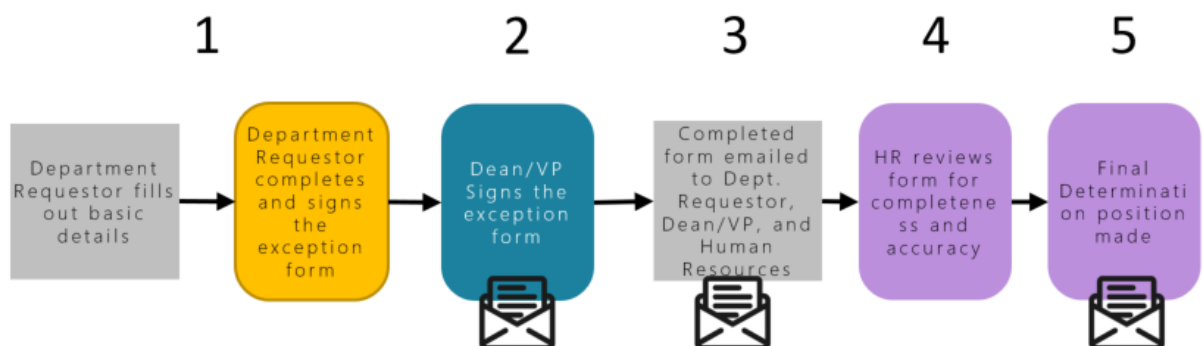 1
2
3
4
5
Department
Requestor fills
out basic
details
Department
Requestor
completes
and signs
the
exception
form
Dean/VP
Signs the
exception
form
Completed
form emailed
to Dept.
Requestor,
Dean/VP, and
Human
Resources
HR reviews
form for
completene
ss and
accuracy
Final
Determinati
on position
made